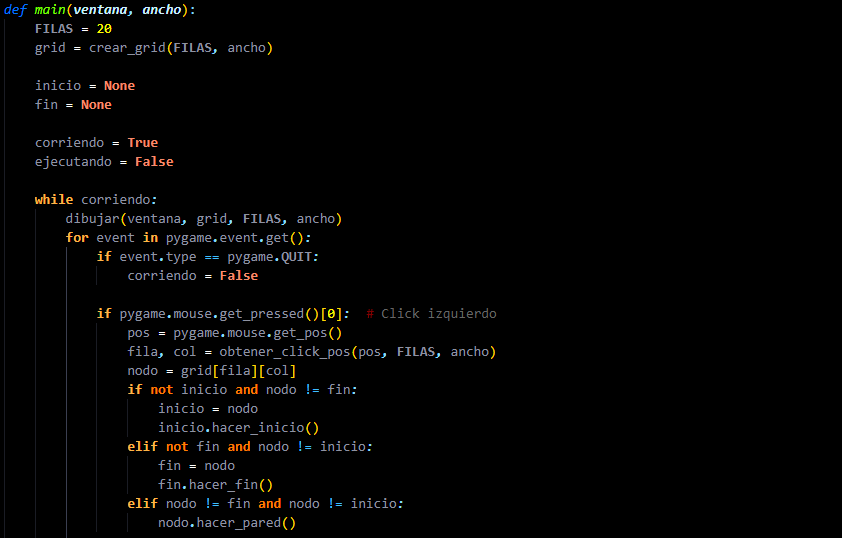 def main(ventana, ancho):
    FILAS = 20
    grid = crear_grid(FILAS, ancho)

    inicio = None
    fin = None

    corriendo = True
    ejecutando = False

    while corriendo:
        dibujar(ventana, grid, FILAS, ancho)
        for event in pygame.event.get():
            if event.type == pygame.QUIT:
                corriendo = False

            if pygame.mouse.get_pressed()[0]:  # Click izquierdo
                pos = pygame.mouse.get_pos()
                fila, col = obtener_click_pos(pos, FILAS, ancho)
                nodo = grid[fila][col]
                if not inicio and nodo != fin:
                    inicio = nodo
                    inicio.hacer_inicio()
                elif not fin and nodo != inicio:
                    fin = nodo
                    fin.hacer_fin()
                elif nodo != fin and nodo != inicio:
                    nodo.hacer_pared()